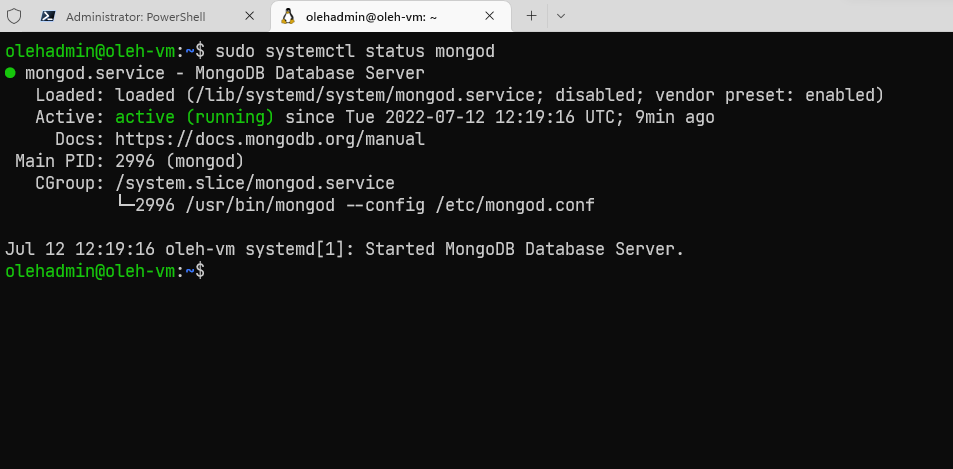 Administrator: PowerShell
olehadmin@oleh-vm: ~
olehadmin@oleh-vm:~$ sudo systemctl status mongod
● mongod.service - MongoDB Database Server
Loaded: loaded (/lib/systemd/system/mongod.service; disabled; vendor preset: enabled)
Active: active (running) since Tue 2022-07-12 12:19:16 UTC; 9min ago
Docs: https://docs.mongodb.org/manual
Main PID: 2996 (mongod)
CGroup: /system.slice/mongod.service
└─2996 /usr/bin/mongod --config /etc/mongod.conf
Jul 12 12:19:16 oleh-vm systemd[1]: Started MongoDB Database Server.
olehadmin@oleh-vm:~$